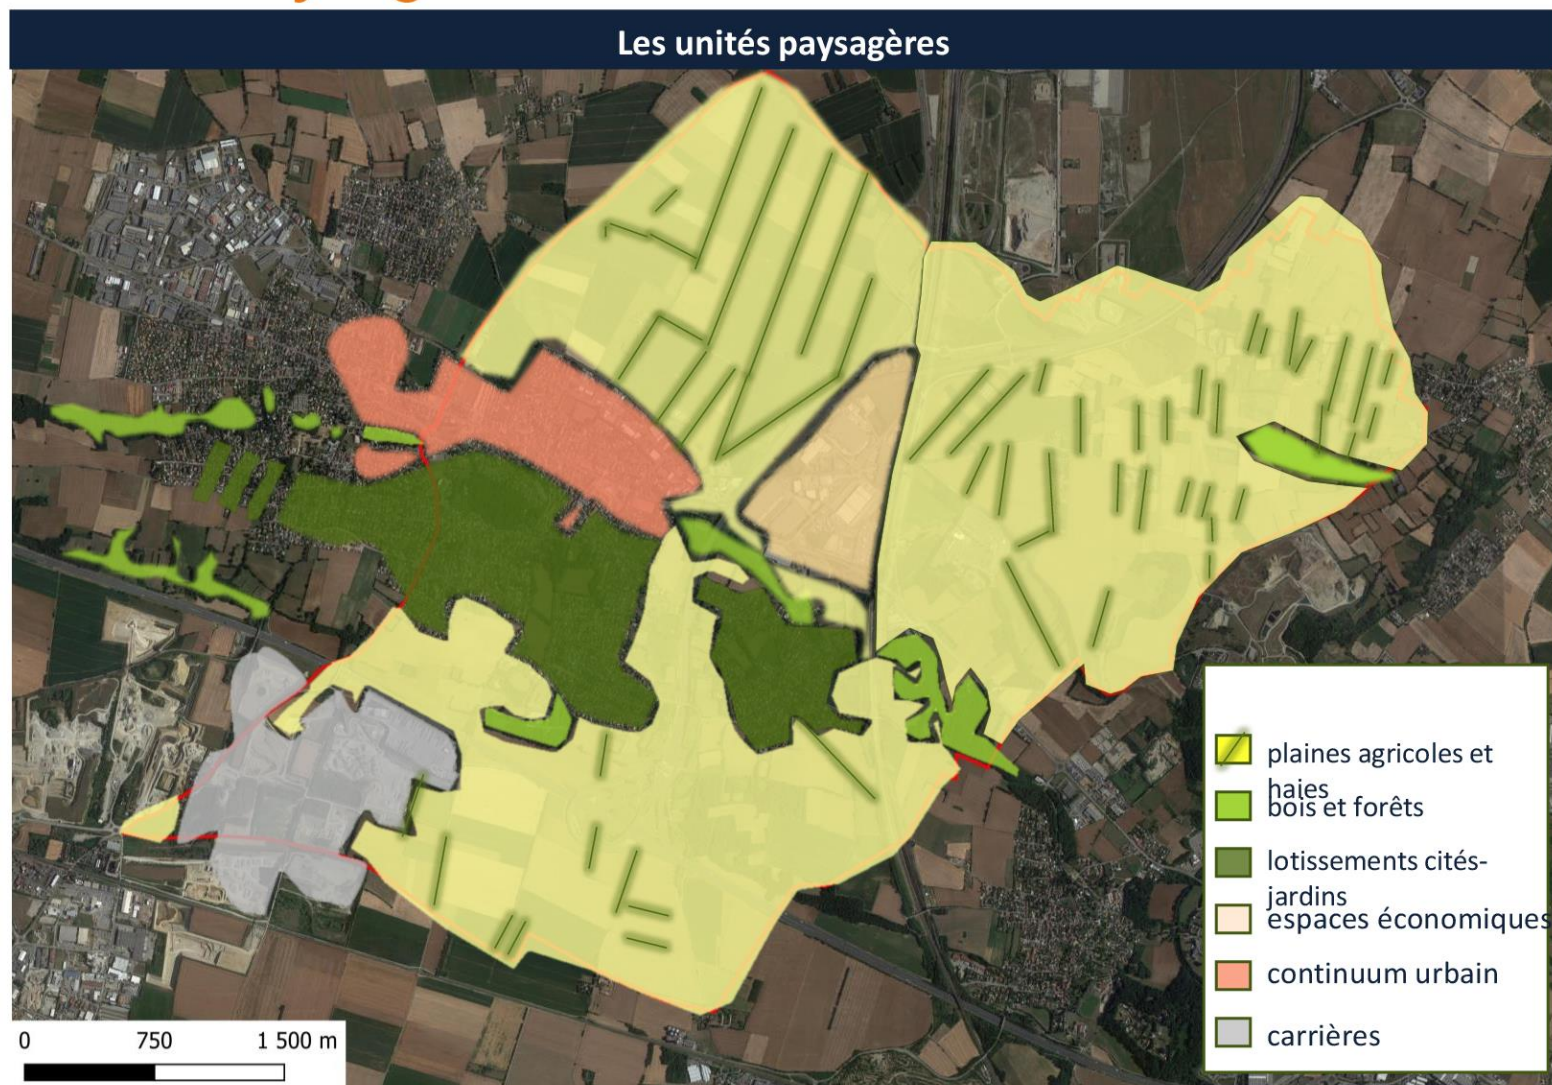 Les unités paysagères
plaines agricoles et
haies
bois et forêts
lotissements cités-
jardins
espaces économiques
continuum urbain
carrières
0 750 1 500 m